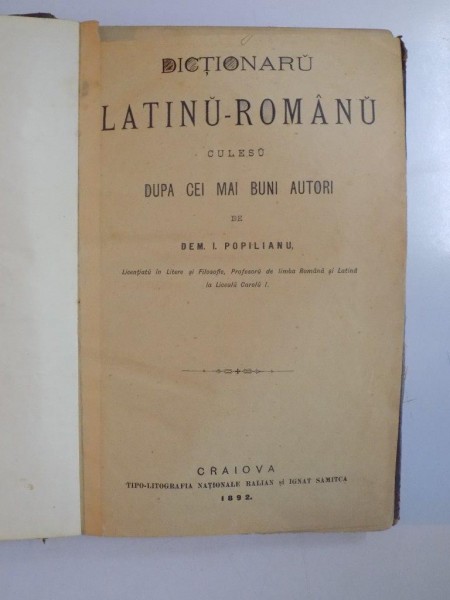 DICȚIONARŬ
LATINŬ-ROMÂNŬ
CULESŬ
DUPA CEI MAI BUNI AUTORI
DE
DEM. I. POPILIANU,
Licențiatŭ în Litere și Filosofie, Profesorŭ de limba Română și Latină
la Liceulŭ Carolŭ I.
CRAIOVA
TIPO-LITOGRAFIA NAȚIONALE RALIAN și IGNAT SAMITCA
1892.